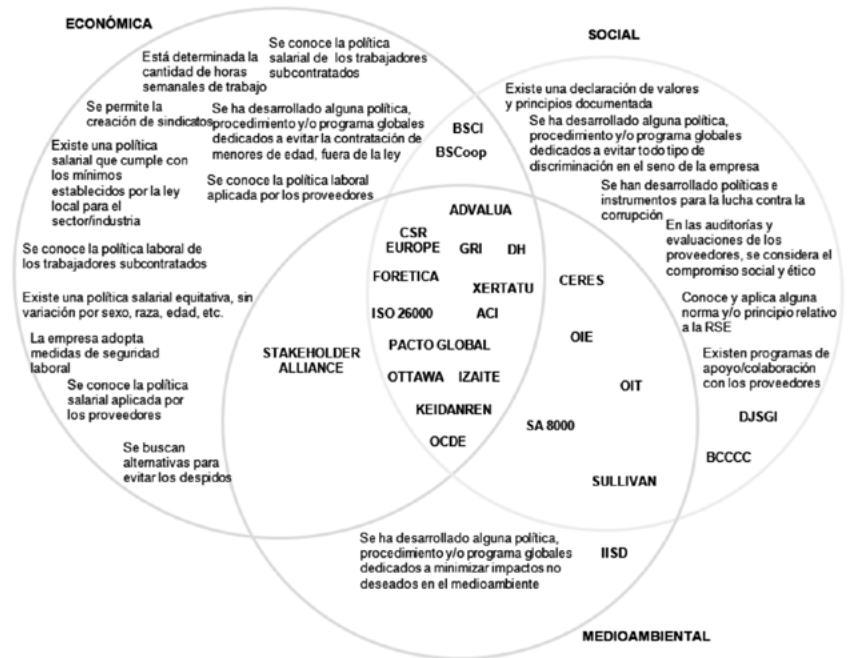 ECONÓMICA
SOCIAL
Se conoce la política
salarial de los trabajadores
subcontratados
Está determinada la
cantidad de horas
semanales de trabajo
Se permite la
creación de sindicatos
Se ha desarrollado alguna política,
procedimiento y/o programa globales
dedicados a evitar la contratación de
menores de edad, fuera de la ley
Existe una política
salarial que cumple con
los mínimos
establecidos por la ley
local para el
sector/industria
Se conoce la política laboral
aplicada por los proveedores
Se conoce la política laboral de
los trabajadores subcontratados
Existe una política salarial equitativa, sin
variación por sexo, raza, edad, etc.
La empresa adopta
medidas de seguridad
laboral
Se conoce la política
salarial aplicada por
los proveedores
Se buscan
alternativas para
evitar los despidos
BSCI
BSCoop
Existe una declaración de valores
y principios documentada
Se ha desarrollado alguna política,
procedimiento y/o programa globales
dedicados a evitar todo tipo de
discriminación en el seno de la empresa
Se han desarrollado políticas e
instrumentos para la lucha contra la
corrupción
En las auditorías y
evaluaciones de los
proveedores, se considera el
compromiso social y ético
Conoce y aplica alguna
norma y/o principio relativo
a la RSE
Existen programas de
apoyo/colaboración
con los proveedores
DJSGI
BCCCC
ADVALUA
CSR
EUROPE
GRI
DH
FORETICA
XERTATU
ISO 26000
ACI
PACTO GLOBAL
OTTAWA
IZAITE
KEIDANREN
OCDE
STAKEHOLDER
ALLIANCE
CERES
OIE
OIT
SA 8000
SULLIVAN
Se ha desarrollado alguna política,
procedimiento y/o programa globales
dedicados a minimizar impactos no
deseados en el medioambiente
IISD
MEDIOAMBIENTAL